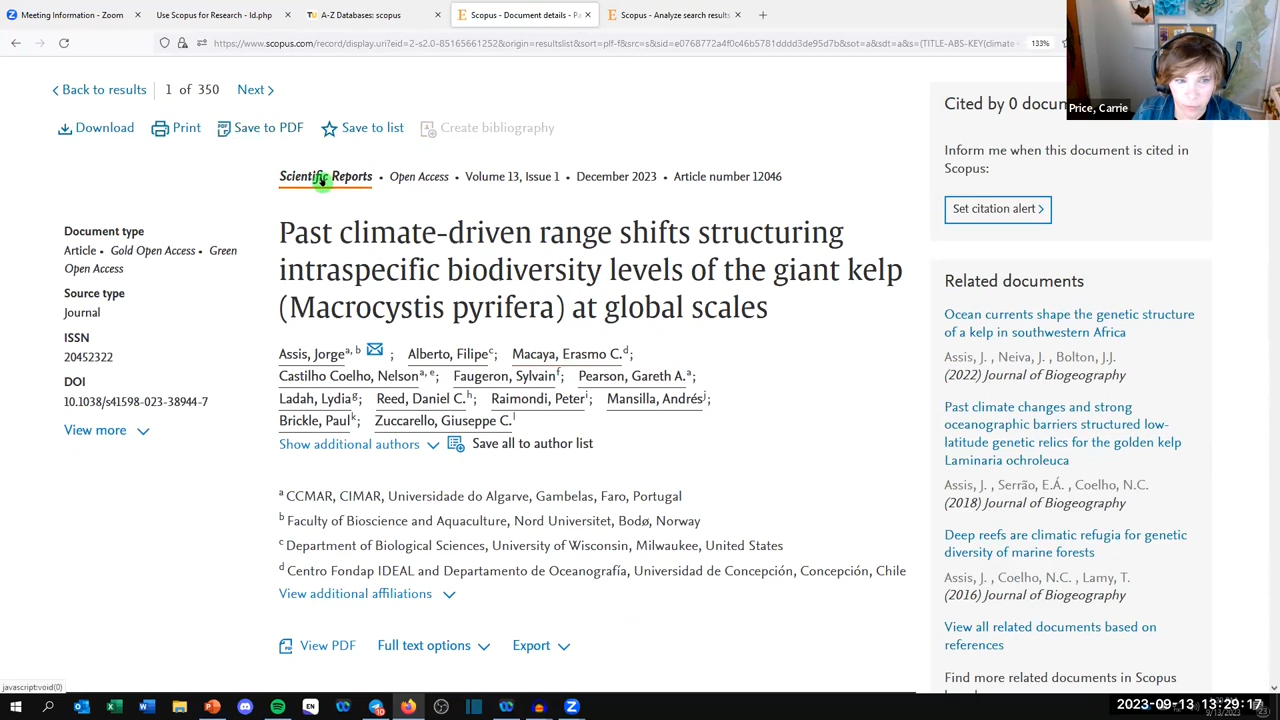 Meeting Information - Zoom
Use Scopus for Research - Id.php
TU A-Z Databases: scopus
Scopus - Document details - Pa
Scopus - Analyze search results
133%
Price, Carrie
Back to results 1 of 350 Next
Download Print Save to PDF Save to list Create bibliography
Scientific Reports • Open Access • Volume 13, Issue 1 • December 2023 • Article number 12046
Document type
Article • Gold Open Access • Green
Open Access
Source type
Journal
ISSN
20452322
DOI
10.1038/s41598-023-38944-7
View more
Past climate-driven range shifts structuring
intraspecific biodiversity levels of the giant kelp
(Macrocystis pyrifera) at global scales
Assis, Jorge a, b ; Alberto, Filipe c; Macaya, Erasmo C. d;
Castilho Coelho, Nelson a, e; Faugeron, Sylvain f; Pearson, Gareth A. a;
Ladah, Lydia g; Reed, Daniel C. h; Raimondi, Peter i; Mansilla, Andrés j;
Brickle, Paul k; Zuccarello, Giuseppe C. l
Show additional authors Save all to author list
a CCMAR, CIMAR, Universidade do Algarve, Gambelas, Faro, Portugal
b Faculty of Bioscience and Aquaculture, Nord Universitet, Bodø, Norway
c Department of Biological Sciences, University of Wisconsin, Milwaukee, United States
d Centro Fondap IDEAL and Departamento de Oceanografía, Universidad de Concepción, Concepción, Chile
View additional affiliations
View PDF Full text options Export
Cited by 0 docum
Inform me when this document is cited in
Scopus:
Set citation alert
Related documents
Ocean currents shape the genetic structure
of a kelp in southwestern Africa
Assis, J. , Neiva, J. , Bolton, J.J.
(2022) Journal of Biogeography
Past climate changes and strong
oceanographic barriers structured low-
latitude genetic relics for the golden kelp
Laminaria ochroleuca
Assis, J. , Serrão, E.Á. , Coelho, N.C.
(2018) Journal of Biogeography
Deep reefs are climatic refugia for genetic
diversity of marine forests
Assis, J. , Coelho, N.C. , Lamy, T.
(2016) Journal of Biogeography
View all related documents based on
references
Find more related documents in Scopus
javascript:void(0)
2023-09-13 13:29:17